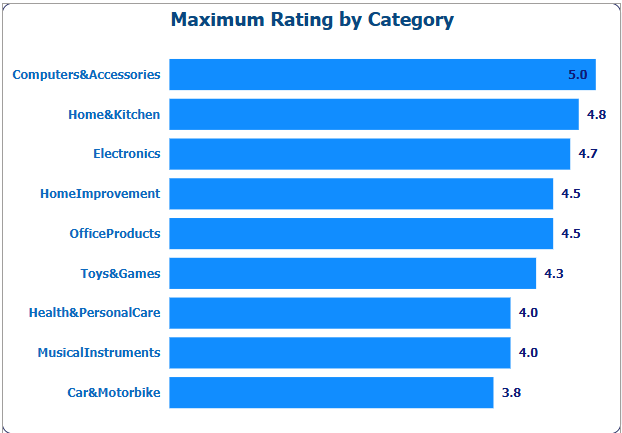 Maximum Rating by Category
Computers&Accessories 5.0
Home&Kitchen 4.8
Electronics 4.7
HomeImprovement 4.5
OfficeProducts 4.5
Toys&Games 4.3
Health&PersonalCare 4.0
MusicalInstruments 4.0
Car&Motorbike 3.8